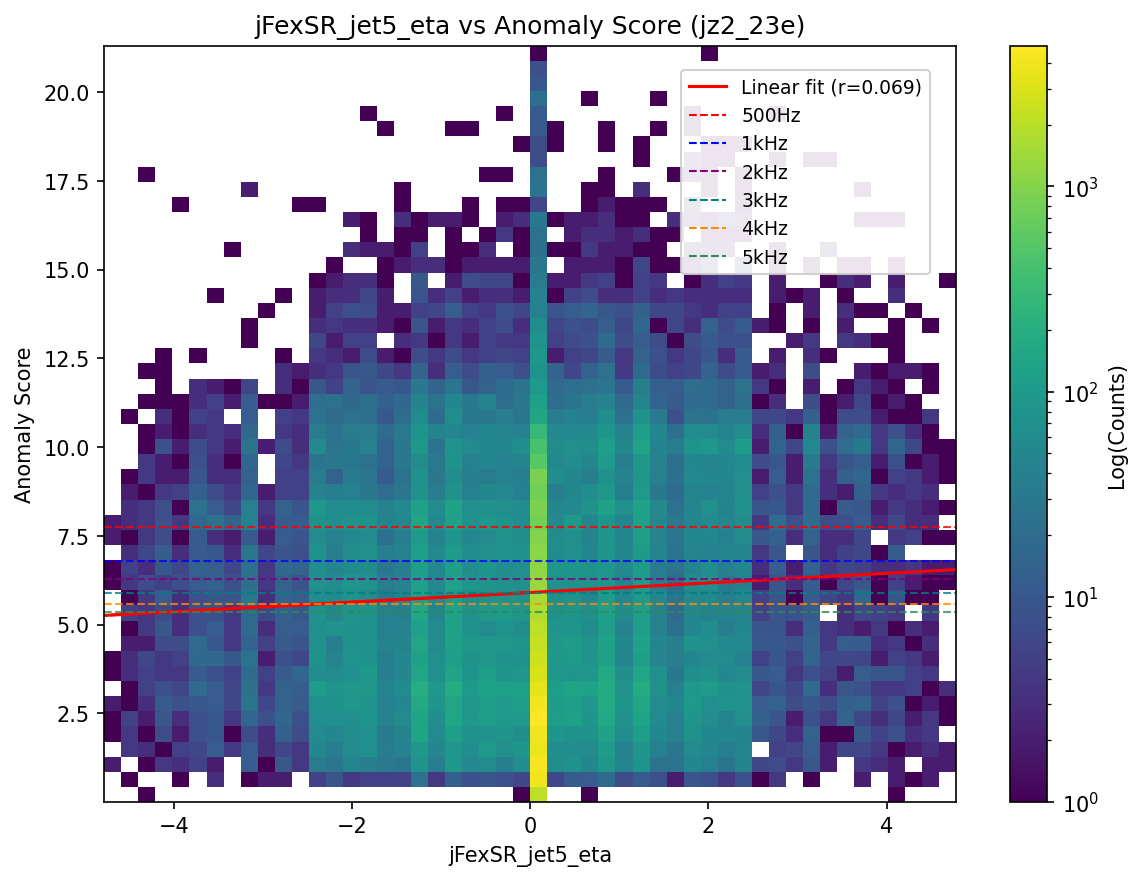 jFexSR_jet5_eta vs Anomaly Score (jz2_23e)
Linear fit (r=0.069)
500Hz
1kHz
2kHz
3kHz
4kHz
5kHz
20.0
17.5
15.0
12.5
10.0
7.5
5.0
2.5
Anomaly Score
−4
−2
0
2
4
jFexSR_jet5_eta
10³
10²
10¹
10⁰
Log(Counts)